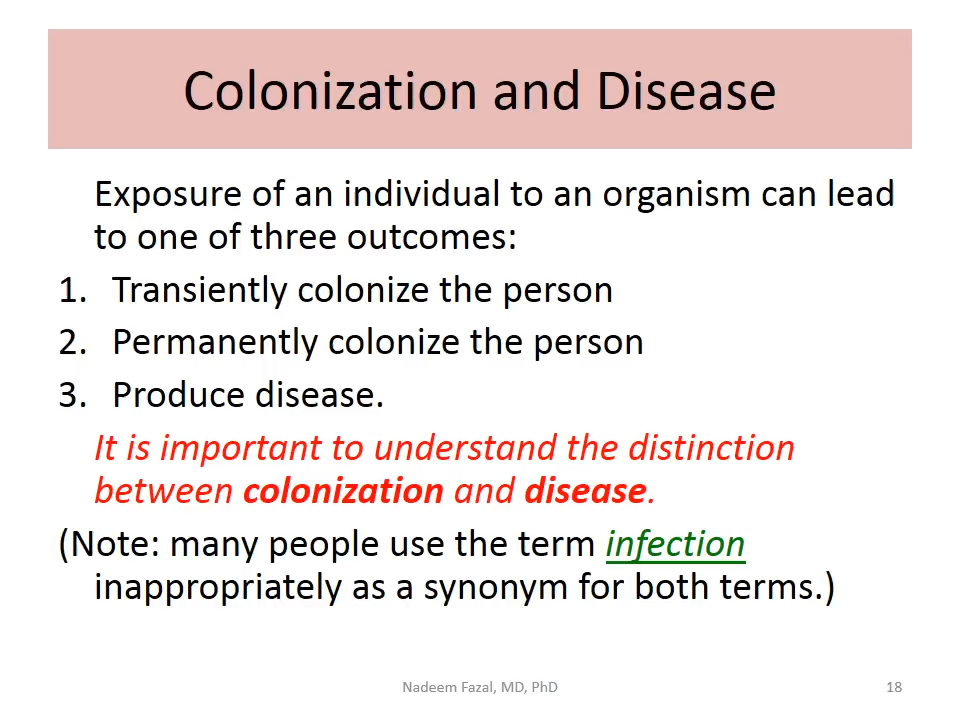 Colonization and Disease
Exposure of an individual to an organism can lead
to one of three outcomes:
1. Transiently colonize the person
2. Permanently colonize the person
3. Produce disease.
It is important to understand the distinction
between colonization and disease.
(Note: many people use the term infection
inappropriately as a synonym for both terms.)
Nadeem Fazal, MD, PhD
18